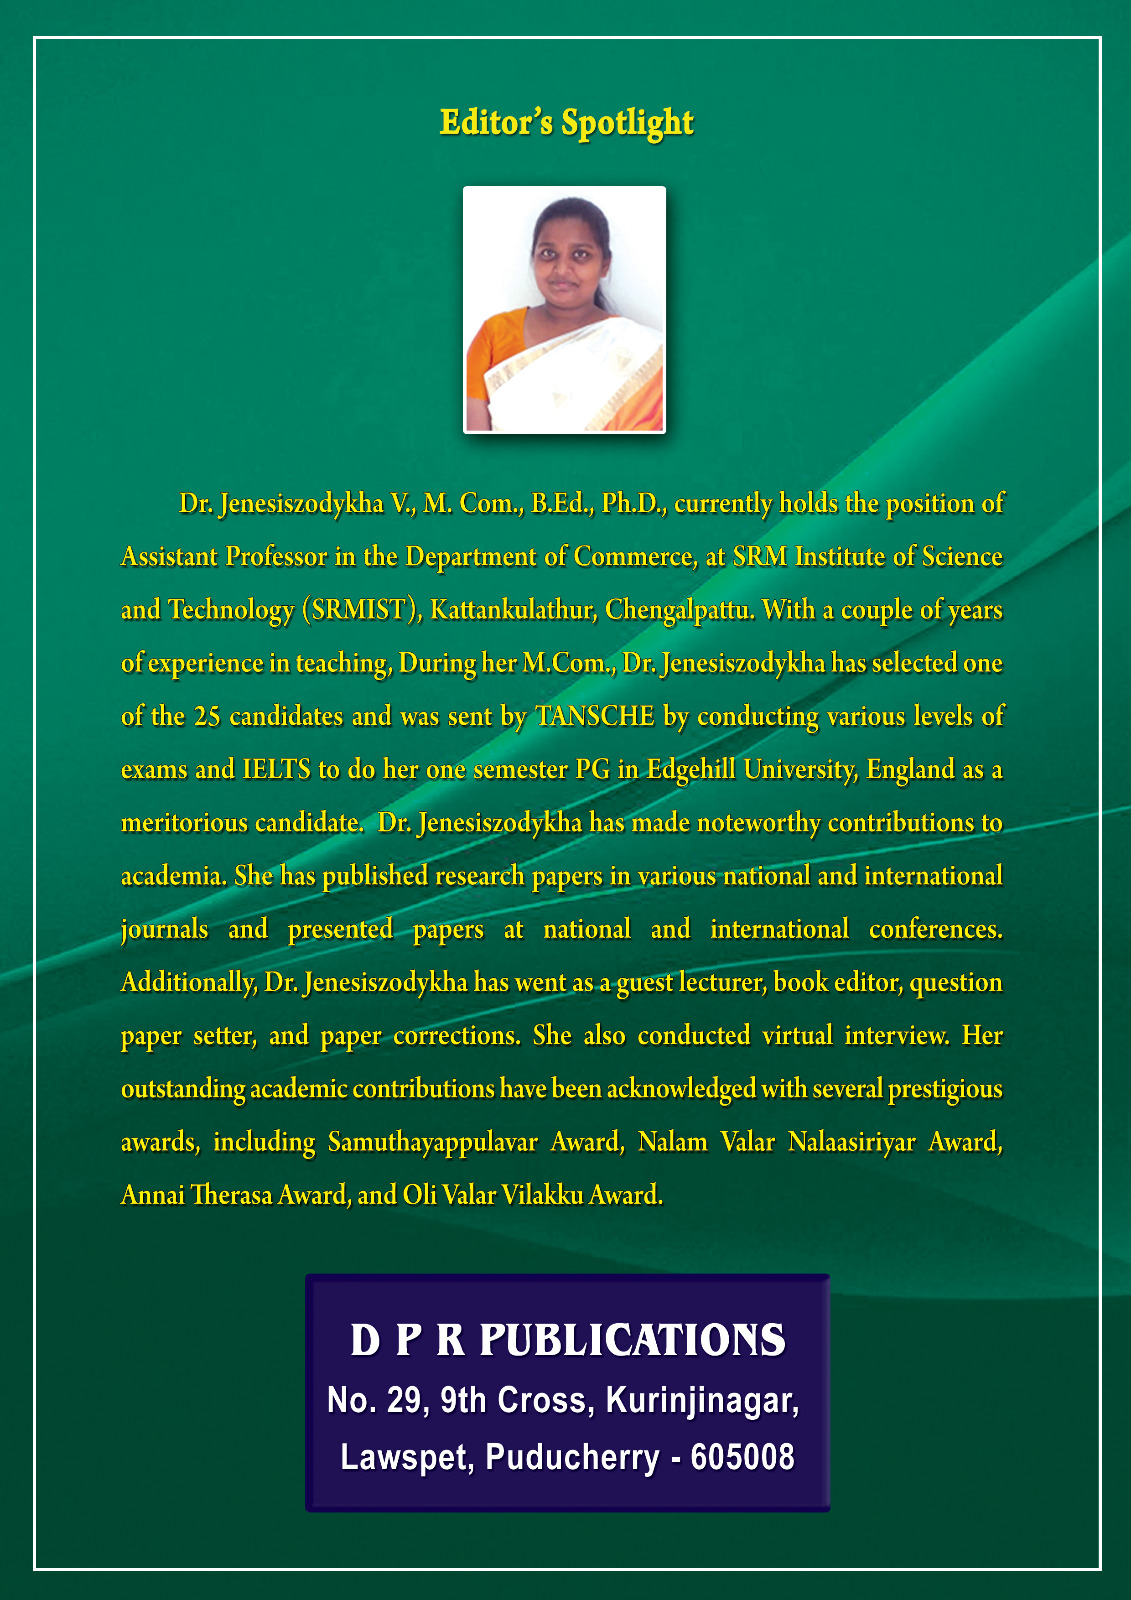 Editor’s Spotlight
Dr. Jenesiszodykha V., M. Com., B.Ed., Ph.D., currently holds the position of
Assistant Professor in the Department of Commerce, at SRM Institute of Science
and Technology (SRMIST), Kattankulathur, Chengalpattu. With a couple of years
of experience in teaching, During her M.Com., Dr. Jenesiszodykha has selected one
of the 25 candidates and was sent by TANSCHE by conducting various levels of
exams and IELTS to do her one semester PG in Edgehill University, England as a
meritorious candidate. Dr. Jenesiszodykha has made noteworthy contributions to
academia. She has published research papers in various national and international
journals and presented papers at national and international conferences.
Additionally, Dr. Jenesiszodykha has went as a guest lecturer, book editor, question
paper setter, and paper corrections. She also conducted virtual interview. Her
outstanding academic contributions have been acknowledged with several prestigious
awards, including Samuthayappulavar Award, Nalam Valar Nalaasiriyar Award,
Annai Therasa Award, and Oli Valar Vilakku Award.
D P R PUBLICATIONS
No. 29, 9th Cross, Kurinjinagar,
Lawspet, Puducherry - 605008